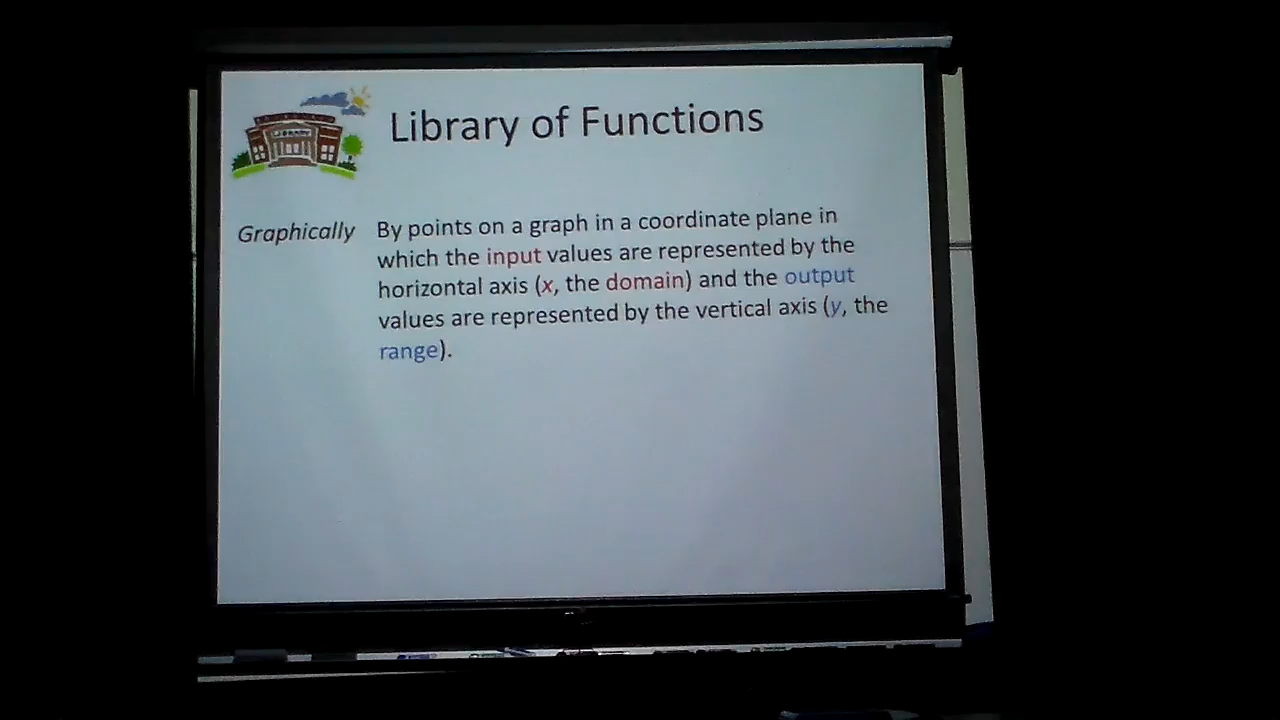 Library of Functions
Graphically
By points on a graph in a coordinate plane in
which the input values are represented by the
horizontal axis (x, the domain) and the output
values are represented by the vertical axis (y, the
range).